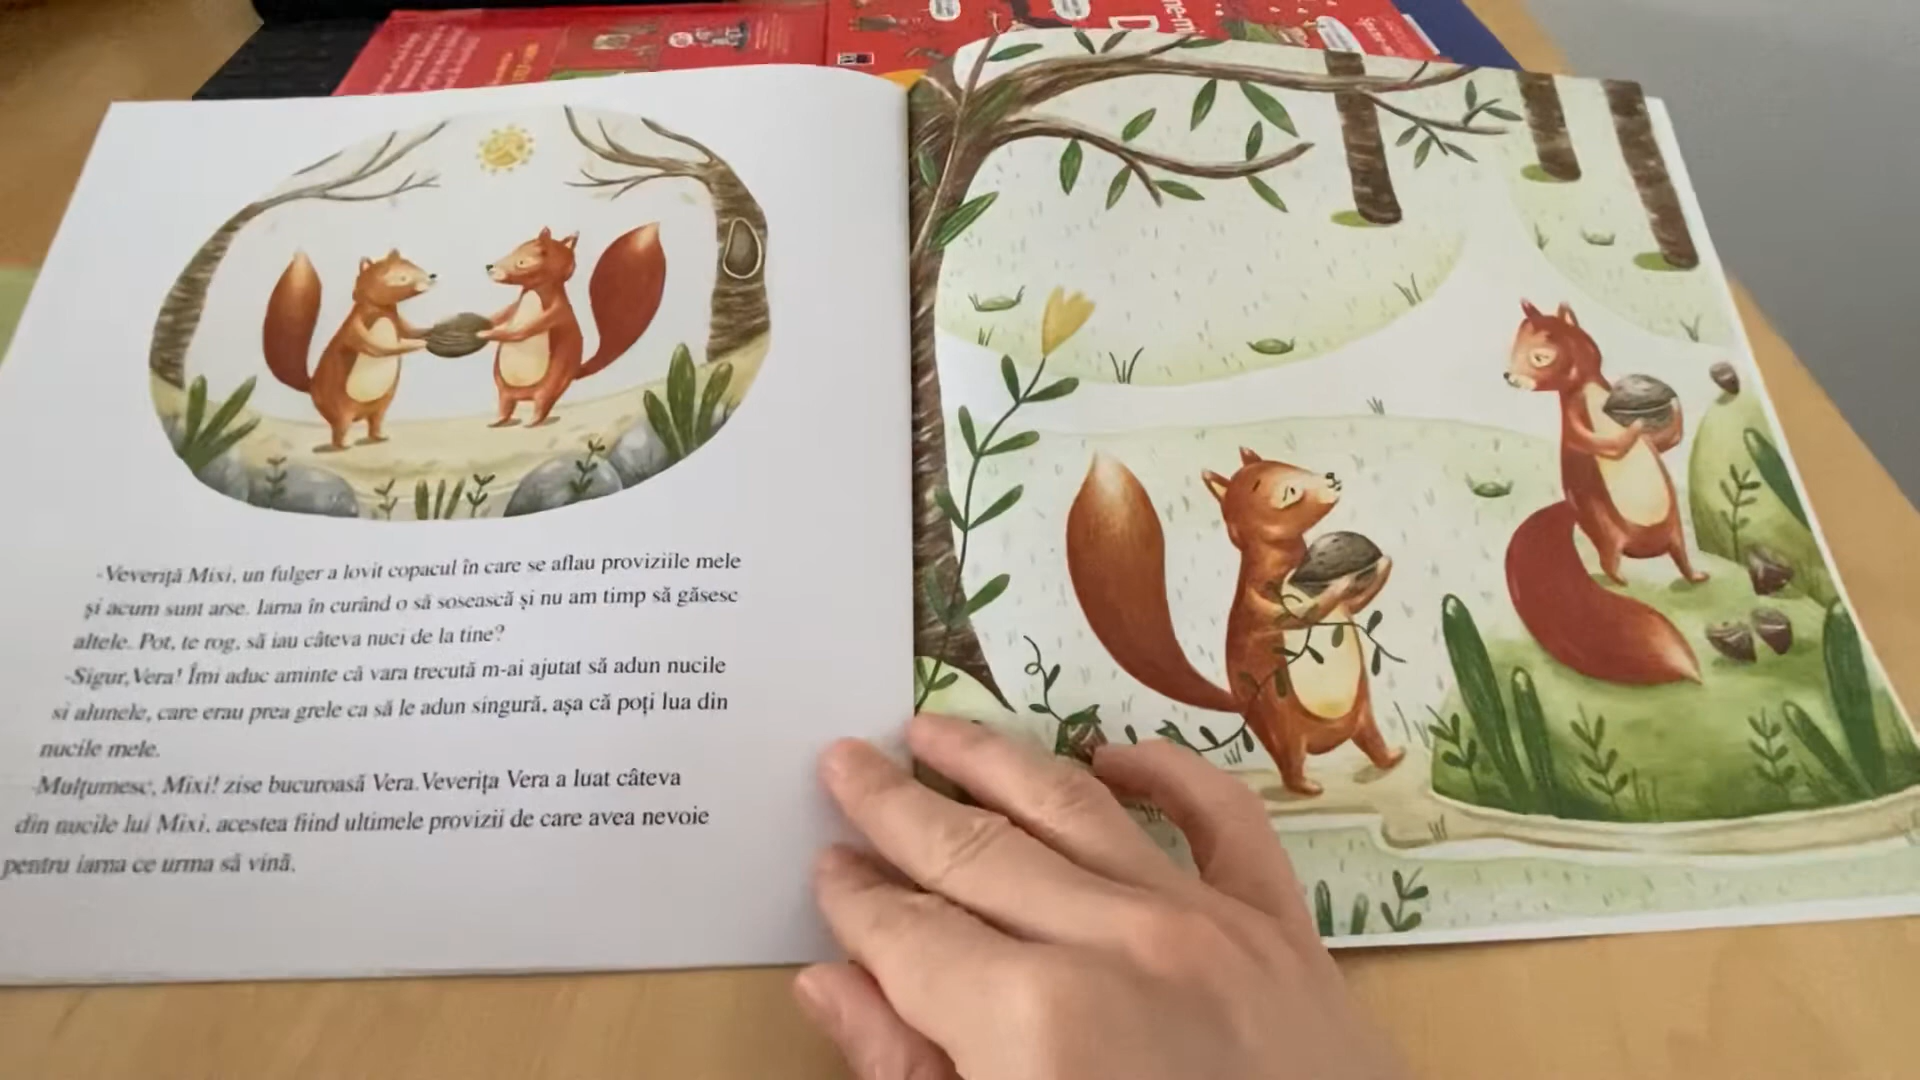 -Veveriță Mixi, un fulger a lovit copacul în care se aflau proviziile mele
și acum sunt arse. Iarna în curând o să sosească și nu am timp să găsesc
altele. Pot, te rog, să iau câteva nuci de la tine?
-Sigur, Vera! Îmi aduc aminte că vara trecută m-ai ajutat să adun nucile
si alunele, care erau prea grele ca să le adun singură, așa că poți lua din
nucile mele.
-Mulțumesc, Mixi! zise bucuroasă Vera. Veverița Vera a luat câteva
din nucile lui Mixi, acestea fiind ultimele provizii de care avea nevoie
pentru iarna ce urma să vină.